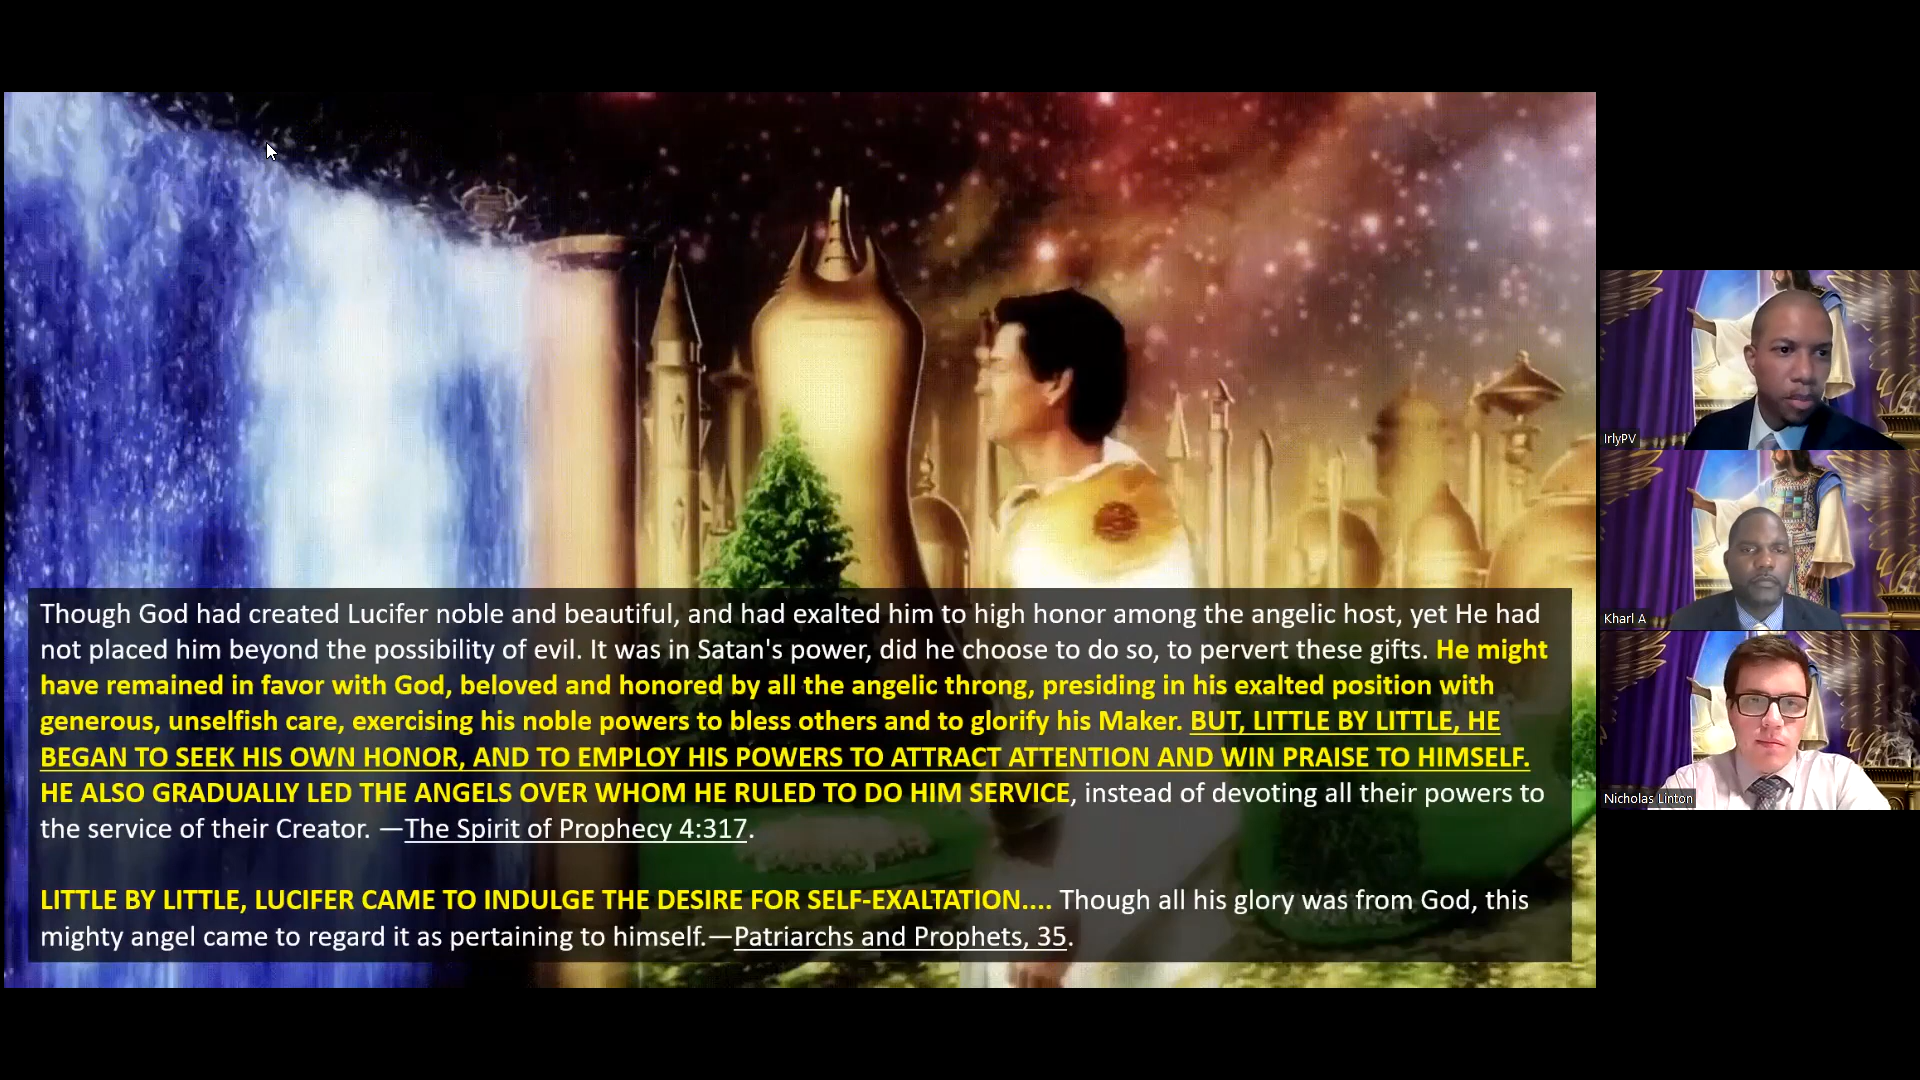 Though God had created Lucifer noble and beautiful, and had exalted him to high honor among the angelic host, yet He had
not placed him beyond the possibility of evil. It was in Satan's power, did he choose to do so, to pervert these gifts. He might
have remained in favor with God, beloved and honored by all the angelic throng, presiding in his exalted position with
generous, unselfish care, exercising his noble powers to bless others and to glorify his Maker. BUT, LITTLE BY LITTLE, HE
BEGAN TO SEEK HIS OWN HONOR, AND TO EMPLOY HIS POWERS TO ATTRACT ATTENTION AND WIN PRAISE TO HIMSELF.
HE ALSO GRADUALLY LED THE ANGELS OVER WHOM HE RULED TO DO HIM SERVICE, instead of devoting all their powers to
the service of their Creator. —The Spirit of Prophecy 4:317.
LITTLE BY LITTLE, LUCIFER CAME TO INDULGE THE DESIRE FOR SELF-EXALTATION.... Though all his glory was from God, this
mighty angel came to regard it as pertaining to himself.—Patriarchs and Prophets, 35.
IrlyPV
Kharl A
Nicholas Linton